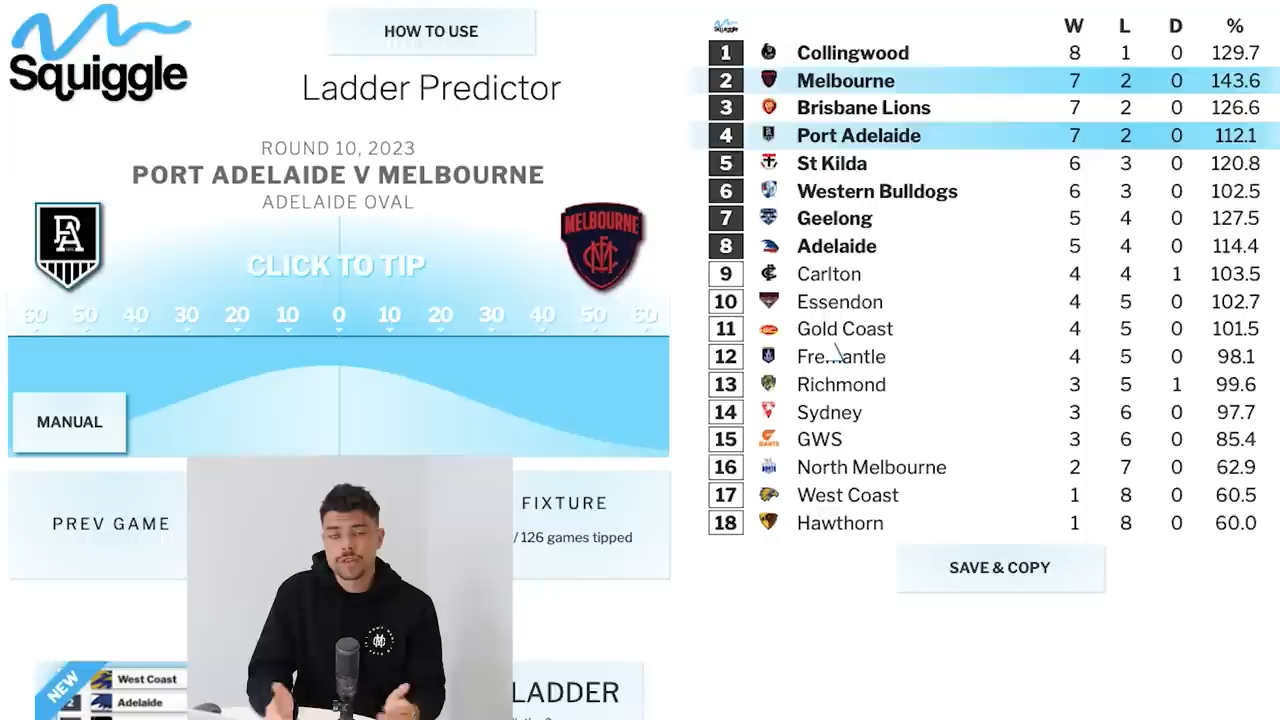 Squiggle
HOW TO USE
Ladder Predictor
ROUND 10, 2023
PORT ADELAIDE V MELBOURNE
ADELAIDE OVAL
PA
MELBOURNE
CLICK TO TIP
60 50 40 30 20 10 0 10 20 30 40 50 60
MANUAL
PREV GAME
FIXTURE
/ 126 games tipped
NEW
West Coast
Adelaide
LADDER
Squiggle W L D %
1 Collingwood 8 1 0 129.7
2 Melbourne 7 2 0 143.6
3 Brisbane Lions 7 2 0 126.6
4 Port Adelaide 7 2 0 112.1
5 St Kilda 6 3 0 120.8
6 Western Bulldogs 6 3 0 102.5
7 Geelong 5 4 0 127.5
8 Adelaide 5 4 0 114.4
9 Carlton 4 4 1 103.5
10 Essendon 4 5 0 102.7
11 Gold Coast 4 5 0 101.5
12 Fremantle 4 5 0 98.1
13 Richmond 3 5 1 99.6
14 Sydney 3 6 0 97.7
15 GWS 3 6 0 85.4
16 North Melbourne 2 7 0 62.9
17 West Coast 1 8 0 60.5
18 Hawthorn 1 8 0 60.0
SAVE & COPY